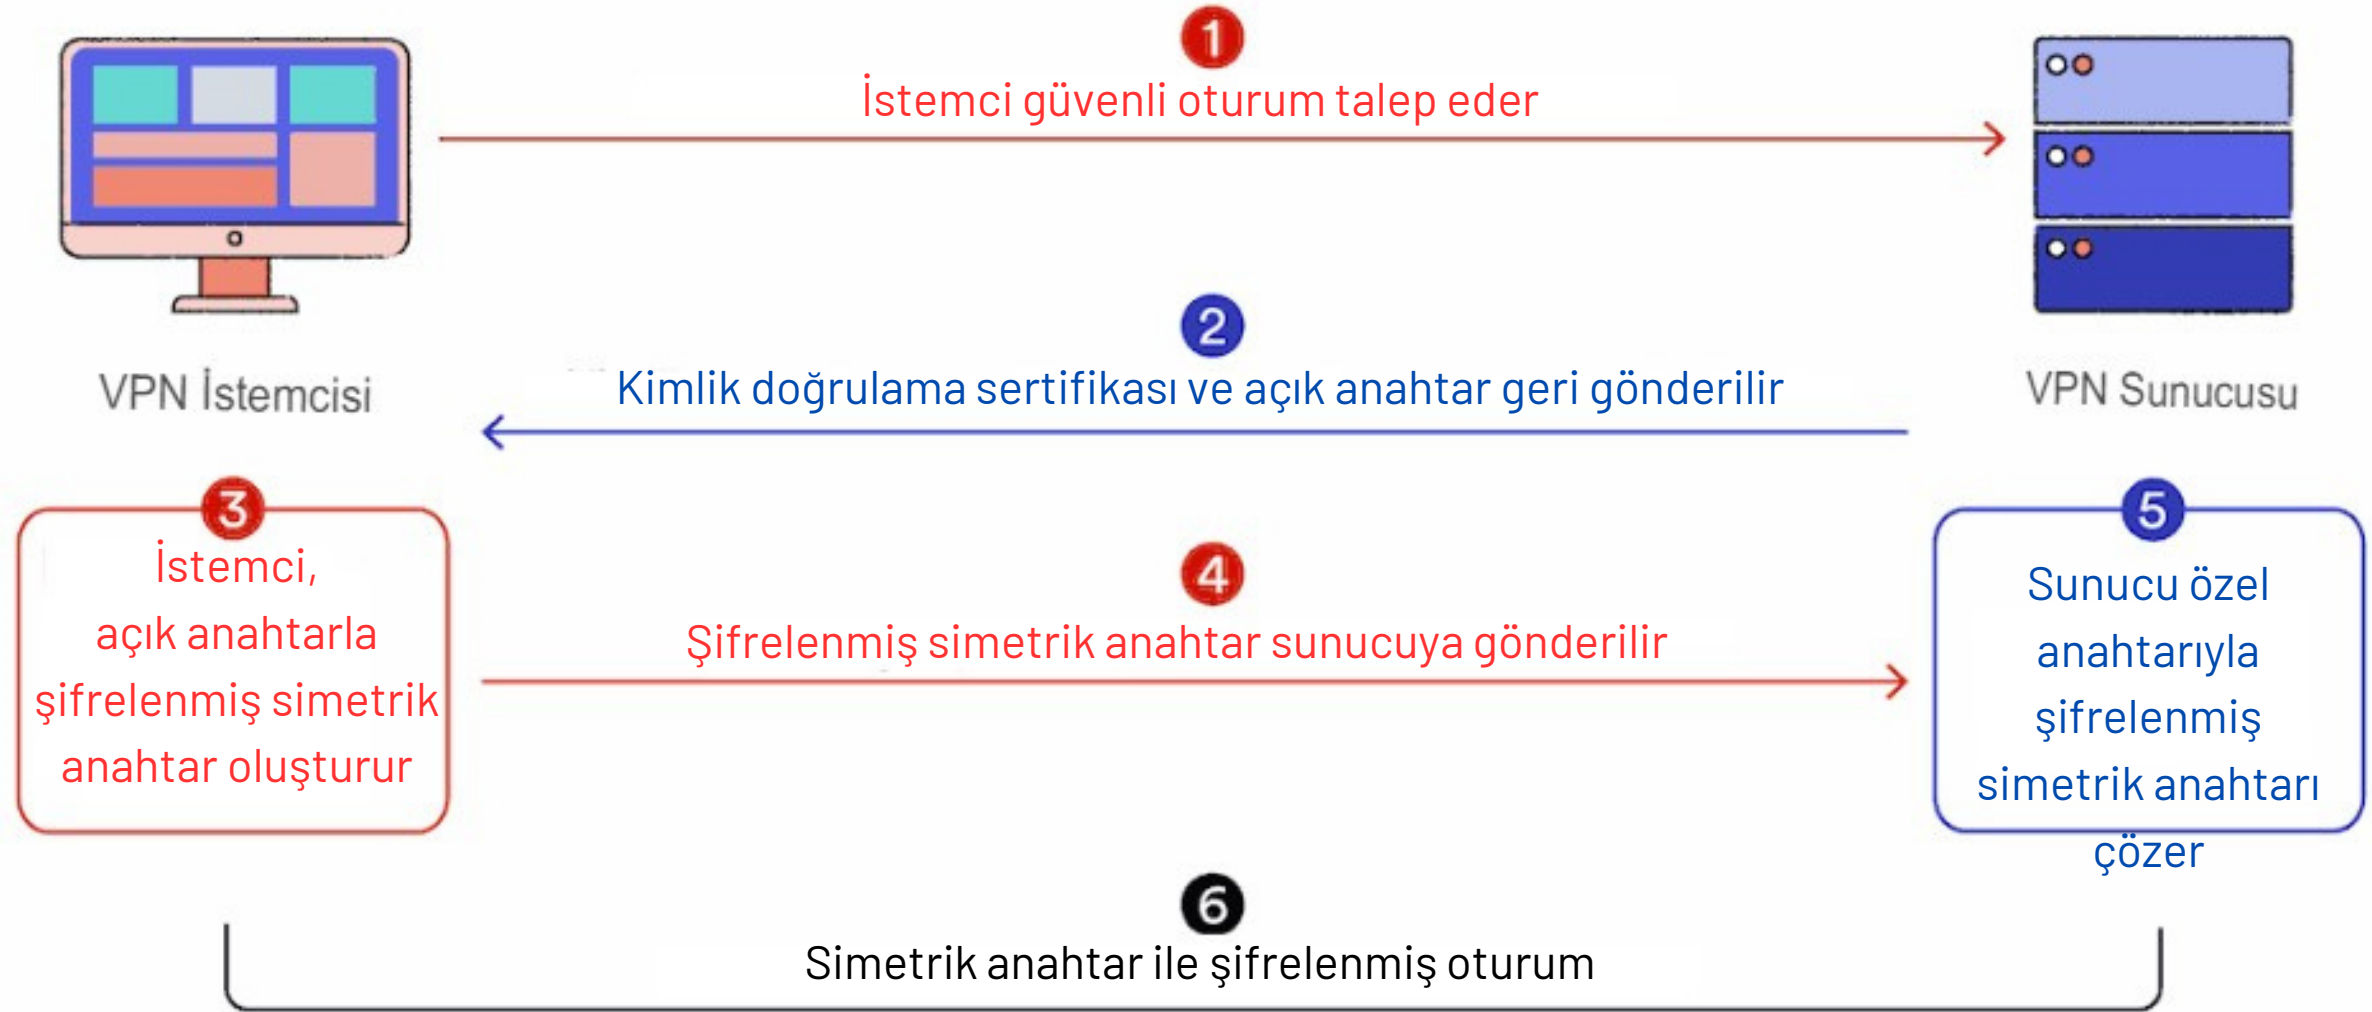 1
İstemci güvenli oturum talep eder
2
Kimlik doğrulama sertifikası ve açık anahtar geri gönderilir
VPN İstemcisi
VPN Sunucusu
3
İstemci,
açık anahtarla
şifrelenmiş simetrik
anahtar oluşturur
4
Şifrelenmiş simetrik anahtar sunucuya gönderilir
5
Sunucu özel
anahtarıyla
şifrelenmiş
simetrik anahtarı
çözer
6
Simetrik anahtar ile şifrelenmiş oturum